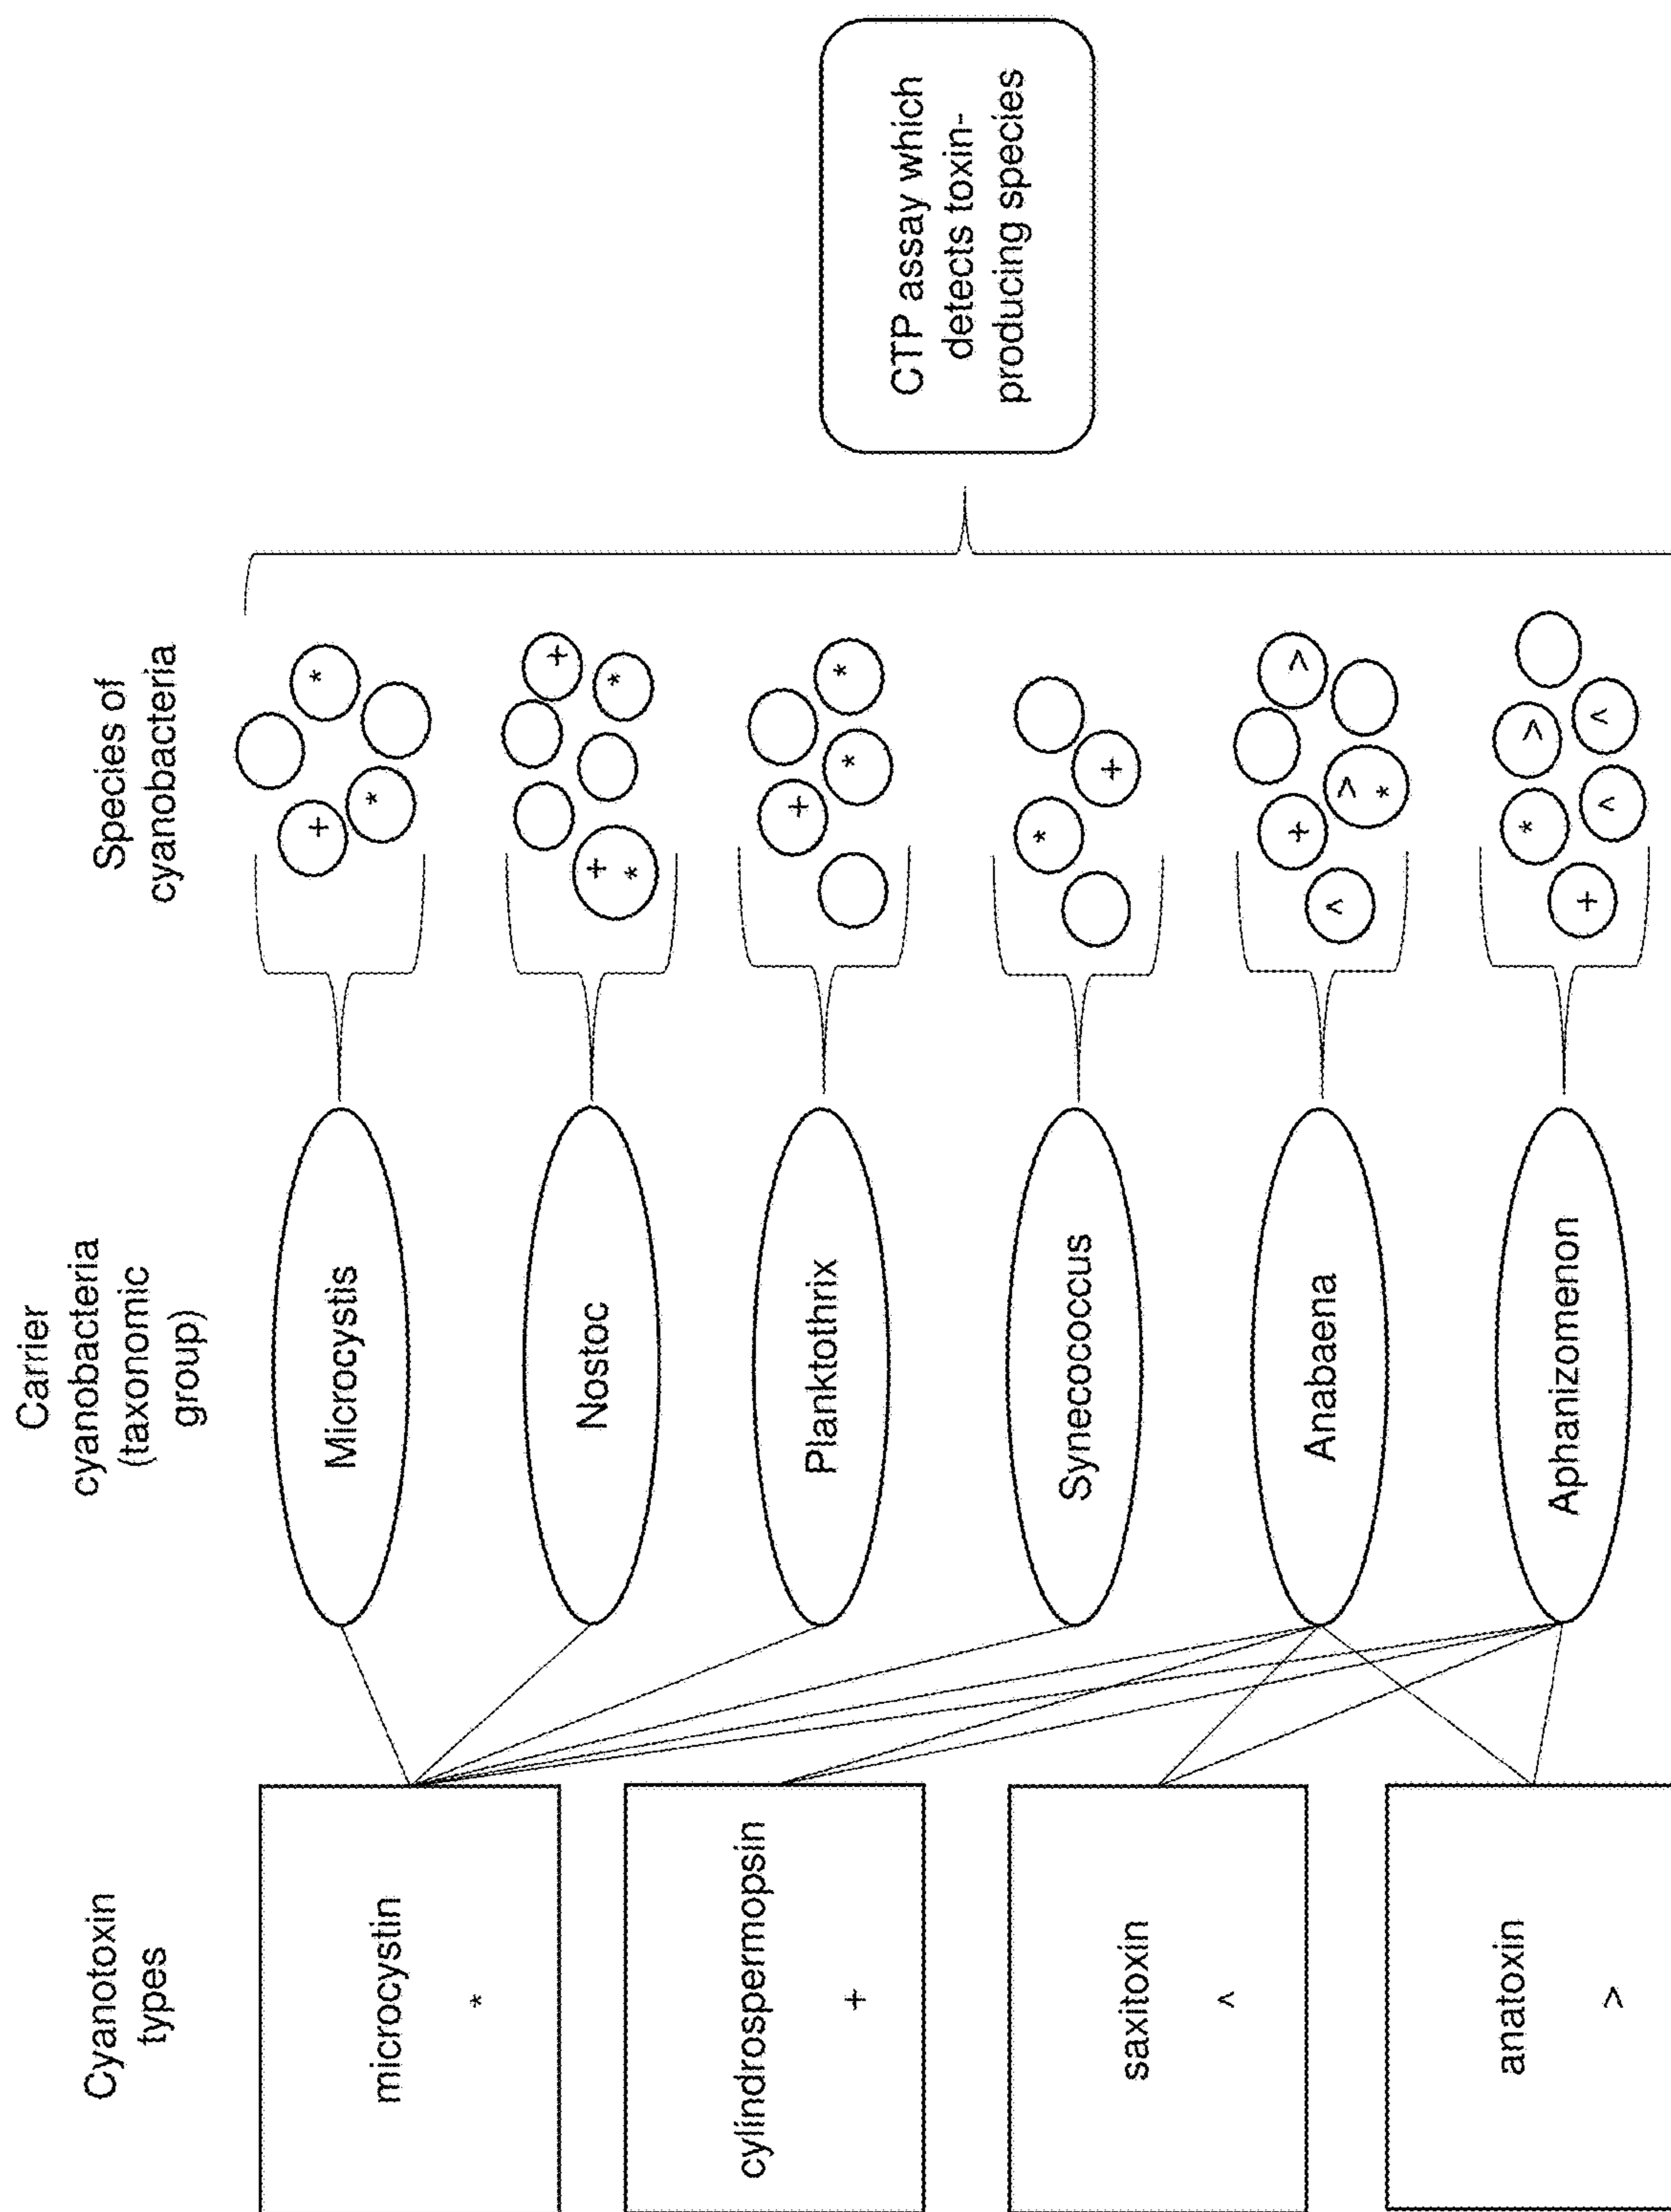 Cyanotoxin
types
Carrier
cyanobacteria
(taxonomic
group)
Species of
cyanobacteria
microcystin
*
cylindrospermopsin
+
saxitoxin
^
anatoxin
>
Microcystis
Nostoc
Planktothrix
Synecococcus
Anabaena
Aphanizomenon
+
*
*
+
*
+
*
+
*
*
*
+
^
+
>
*
>
+
*
^
>
^
CTP assay which
detects toxin-
producing species